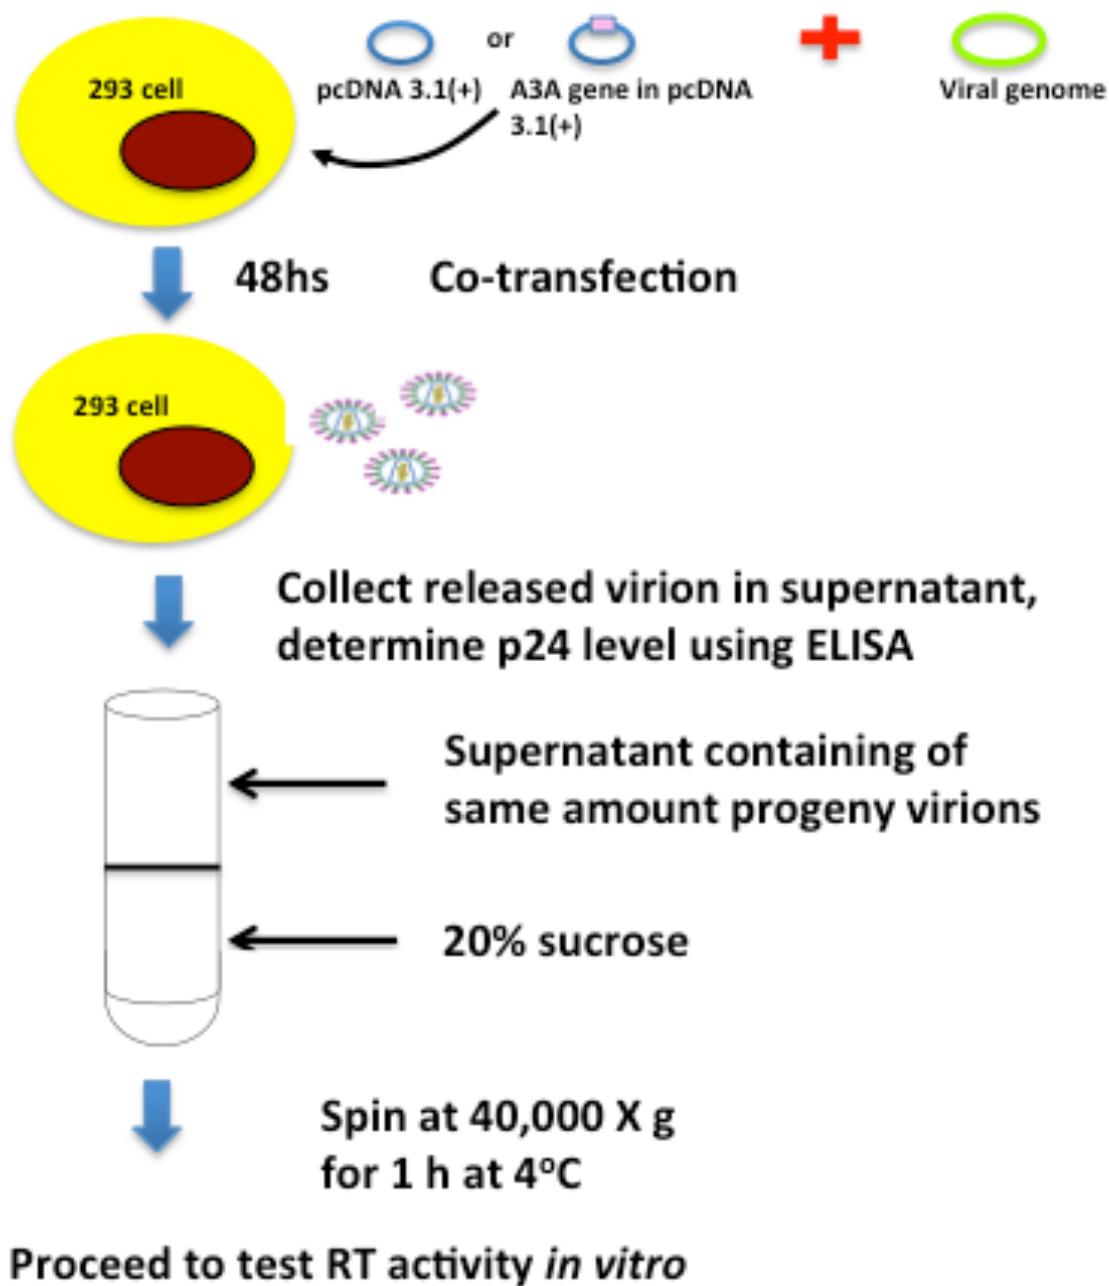 293 cell
or
pcDNA 3.1(+)
A3A gene in pcDNA
3.1(+)
Viral genome
48hs
Co-transfection
293 cell
Collect released virion in supernatant,
determine p24 level using ELISA
Supernatant containing of
same amount progeny virions
20% sucrose
Spin at 40,000 X g
for 1 h at 4°C
Proceed to test RT activity in vitro